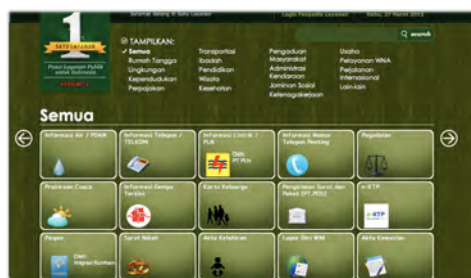 Selamat datang di Satu Layanan
Login Penyedia Layanan
Rabu, 27 Maret 2013
1
SATU LAYANAN
Pusat Layanan Publik
untuk Indonesia
search
TAMPILKAN:
Semua
Rumah Tangga
Lingkungan
Kependudukan
Perpajakan
Transportasi
Ibadah
Pendidikan
Wisata
Kesehatan
Pengaduan
Masyarakat
Administrasi
Kendaraan
Jaminan Sosial
Ketenagakerjaan
Usaha
Pelayanan WNA
Perjalanan
Internasional
Lain-lain
Semua
Informasi Air / PDAM
Informasi Telepon /
TELKOM
Informasi Listrik /
PLN
Oleh:
PT PLN
Informasi Nomor
Telepon Penting
Pegadaian
Prakiraan Cuaca
Informasi Gempa
Terkini
Kartu Keluarga
Pengiriman Surat dan
Paket (PT. POS)
e-KTP
e-KTP
Paspor
Oleh:
Surat Nikah
Akta Kelahiran
Lapor Diri WNI
Akta Kematian